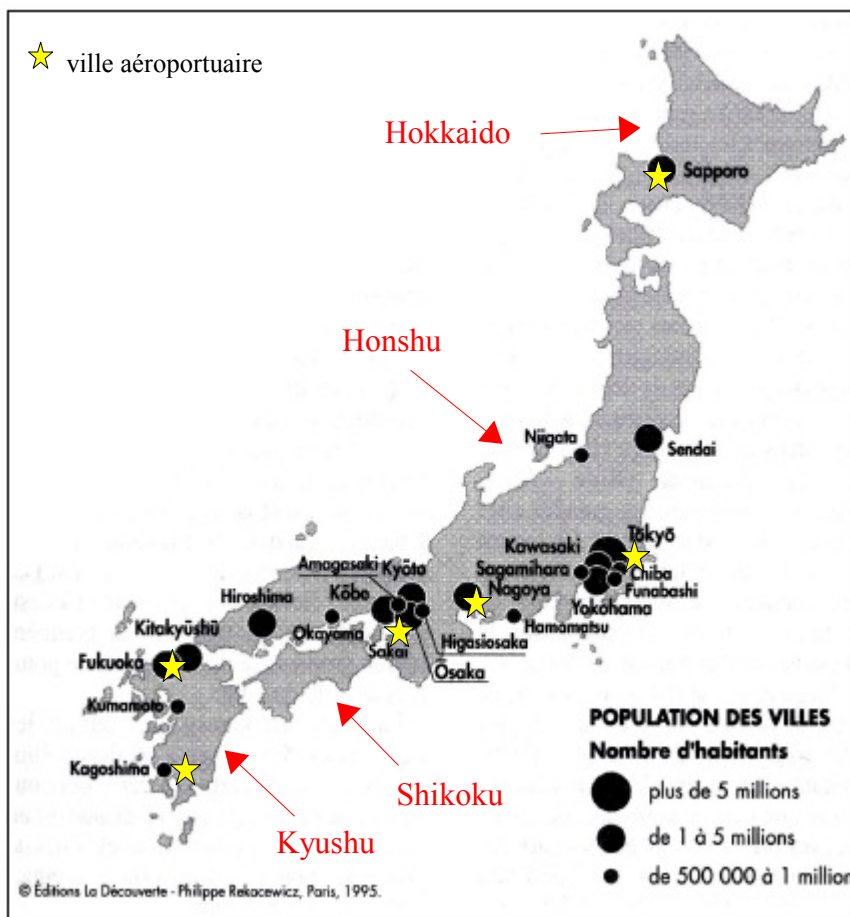 ville aéroportuaire
Hokkaido
Sapporo
Honshu
Niigata
Sendai
Tōkyō
Kawasaki
Sagamihara
Chiba
Funabashi
Yokohama
Amagasaki
Kyōto
Nagoya
Kōbe
Hiroshima
Okayama
Hamamatsu
Sakai
Higasiosaka
Ōsaka
Kitakyūshū
Fukuoka
Kumamoto
Kagoshima
Shikoku
Kyushu
POPULATION DES VILLES
Nombre d'habitants
plus de 5 millions
de 1 à 5 millions
de 500 000 à 1 million
© Éditions La Découverte - Philippe Rekacewicz, Paris, 1995.